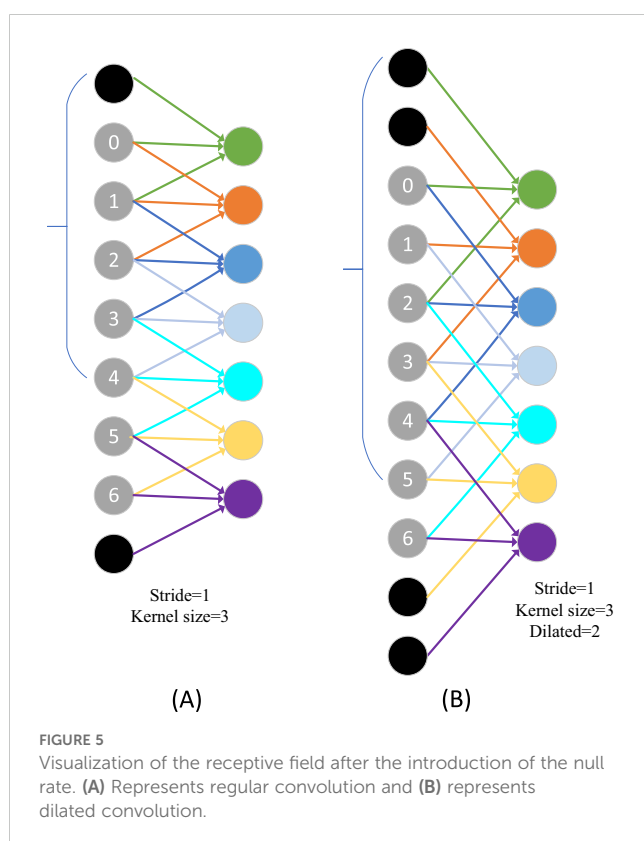 0
1
2
3
4
5
6
Stride=1
Kernel size=3
(A)
0
1
2
3
4
5
6
Stride=1
Kernel size=3
Dilated=2
(B)
FIGURE 5
Visualization of the receptive field after the introduction of the null
rate. (A) Represents regular convolution and (B) represents
dilated convolution.